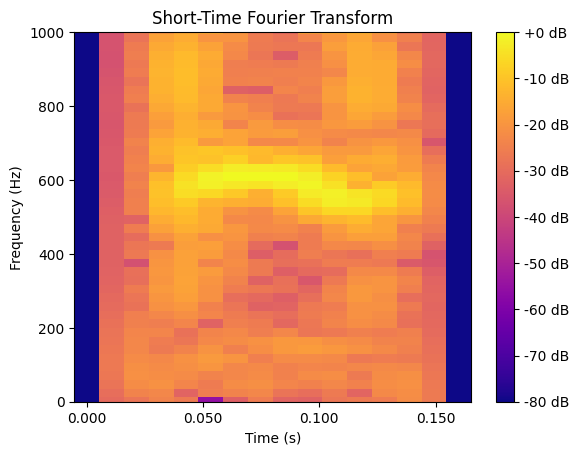 Short-Time Fourier Transform
1000
800
600
400
200
0
Frequency (Hz)
0.000
0.050
0.100
0.150
Time (s)
+0 dB
-10 dB
-20 dB
-30 dB
-40 dB
-50 dB
-60 dB
-70 dB
-80 dB